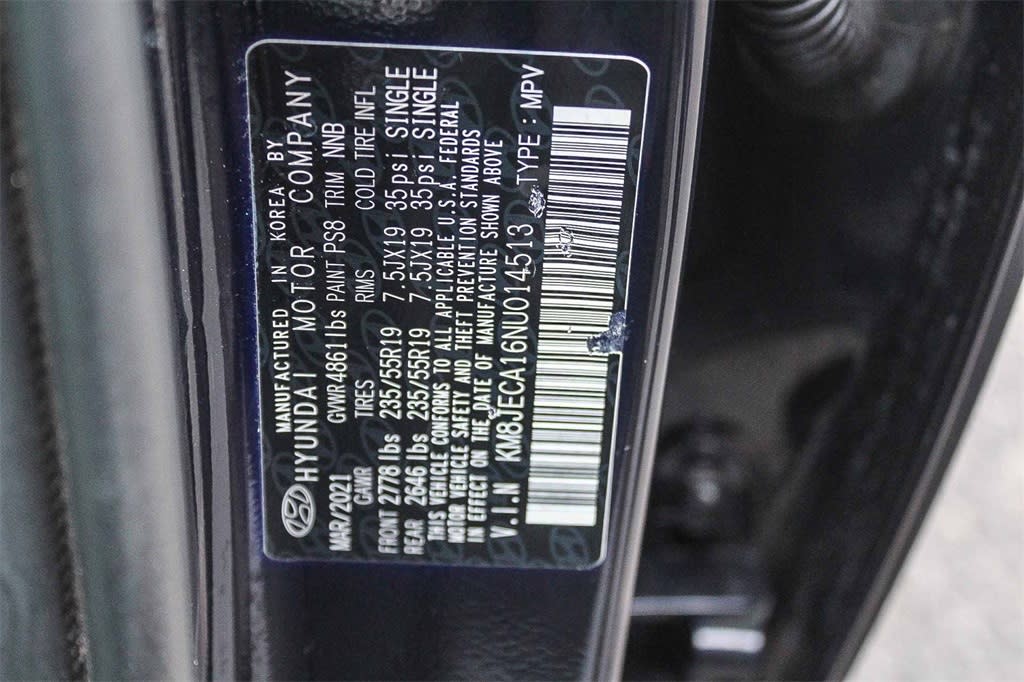 MANUFACTURED IN KOREA BY
HYUNDAI MOTOR COMPANY
MAR/2021 GVWR 4861 lbs PAINT PS8 TRIM NNB
GAWR TIRES RIMS COLD TIRE INFL
FRONT 2778 lbs 235/55R19 7.5JX19 35psi SINGLE
REAR 2646 lbs 235/55R19 7.5JX19 35psi SINGLE
THIS VEHICLE CONFORMS TO ALL APPLICABLE U.S.A. FEDERAL
MOTOR VEHICLE SAFETY AND THEFT PREVENTION STANDARDS
IN EFFECT ON THE DATE OF MANUFACTURE SHOWN ABOVE
V.I.N KM8JECA16NU014513 TYPE : MPV